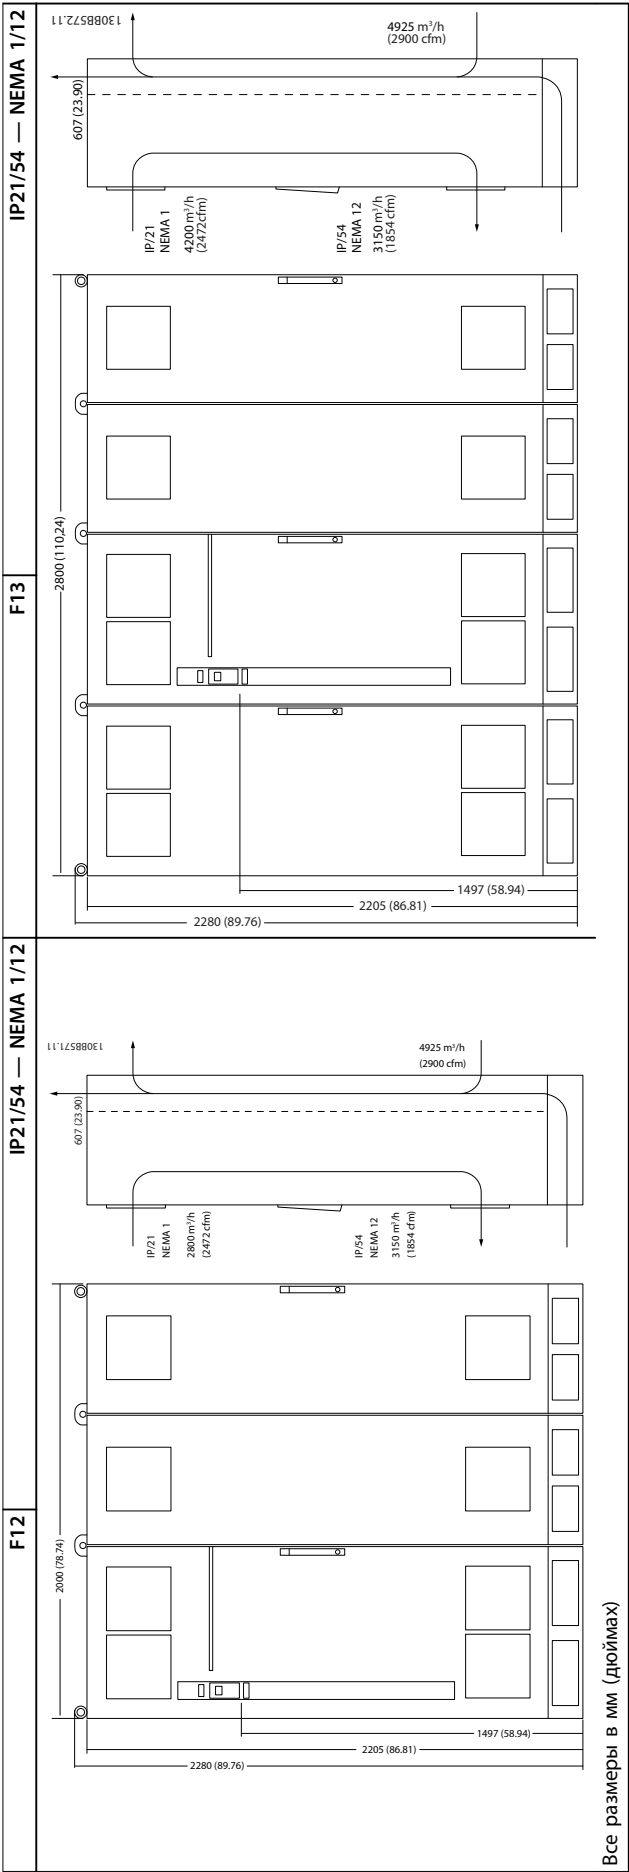 F12
IP21/54 — NEMA 1/12
130BB571.11
2000 (78.74)
607 (23.90)
4925 m³/h
(2900 cfm)
IP/21
NEMA 1
2800 m³/h
(2472 cfm)
IP/54
NEMA 12
3150 m³/h
(1854 cfm)
1497 (58.94)
2205 (86.81)
2280 (89.76)
F13
IP21/54 — NEMA 1/12
130BB572.11
2800 (110,24)
607 (23.90)
4925 m³/h
(2900 cfm)
IP/21
NEMA 1
4200 m³/h
(2472cfm)
IP/54
NEMA 12
3150 m³/h
(1854 cfm)
1497 (58.94)
2205 (86.81)
2280 (89.76)
Все размеры в мм (дюймах)